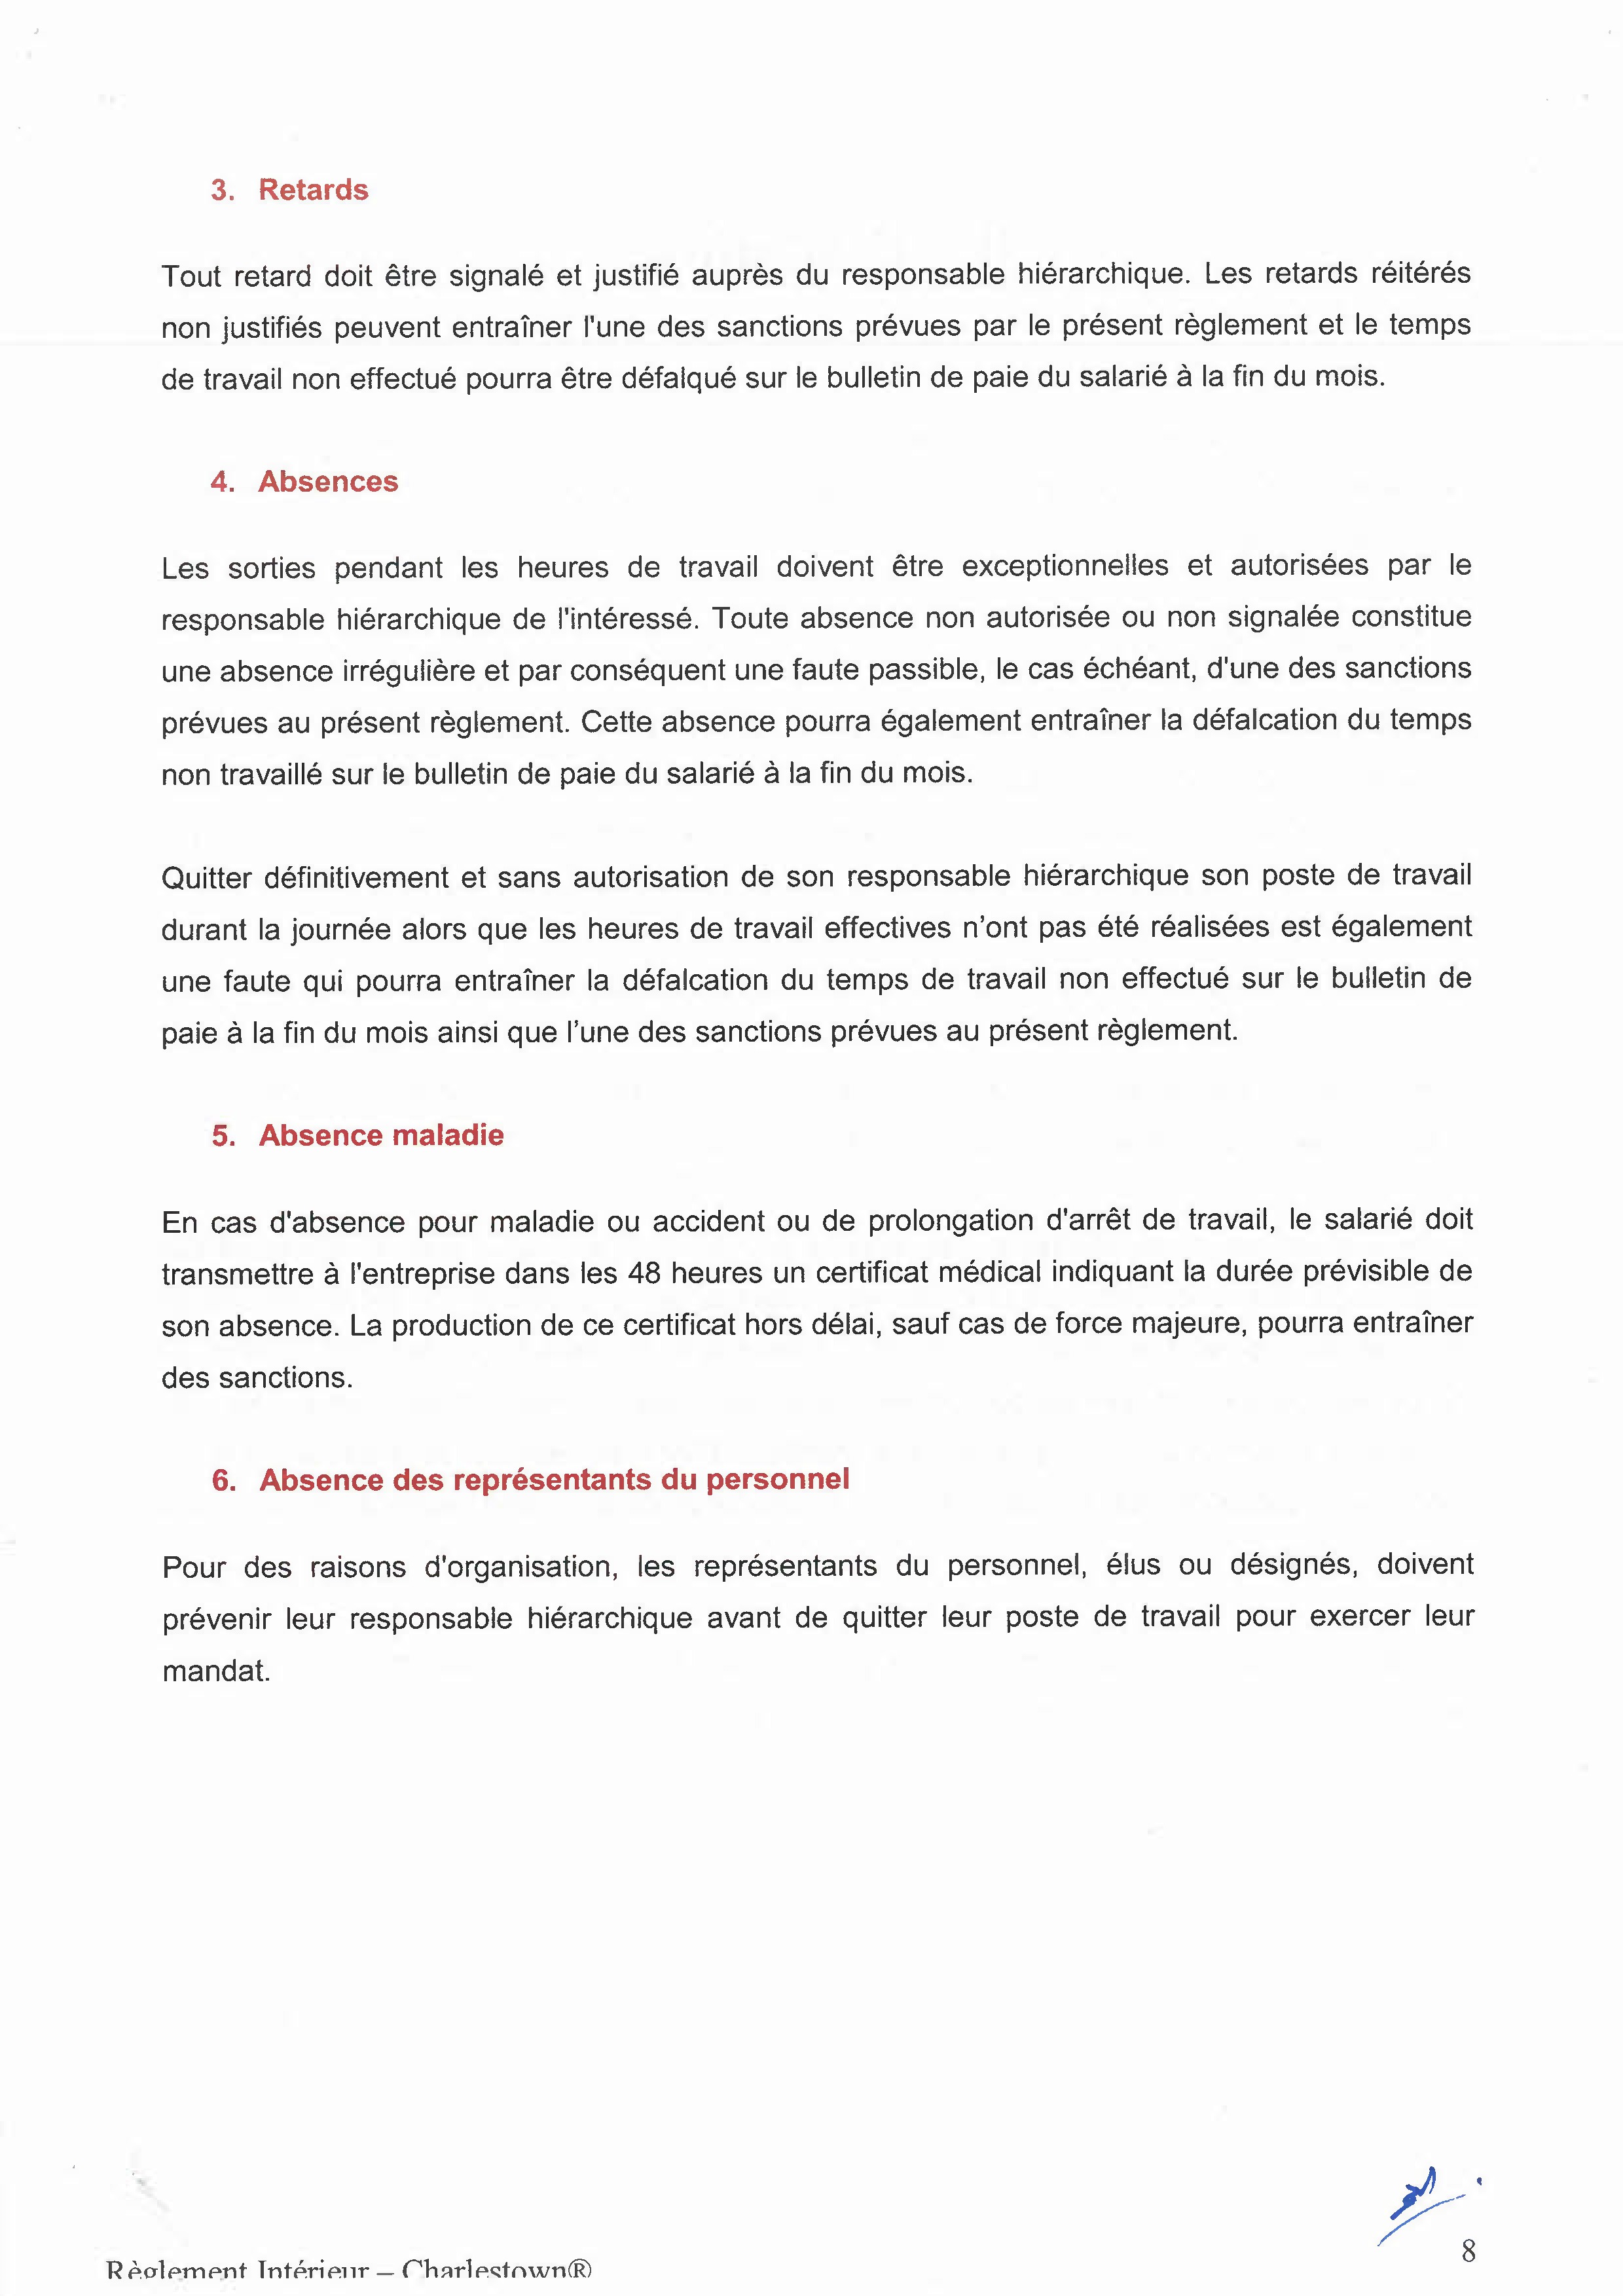 3. Retards
Tout retard doit être signalé et justifié auprès du responsable hiérarchique. Les retards réitérés
non justifiés peuvent entraîner l'une des sanctions prévues par le présent règlement et le temps
de travail non effectué pourra être défalqué sur le bulletin de paie du salarié à la fin du mois.
4. Absences
Les sorties pendant les heures de travail doivent être exceptionnelles et autorisées par le
responsable hiérarchique de l'intéressé. Toute absence non autorisée ou non signalée constitue
une absence irrégulière et par conséquent une faute passible, le cas échéant, d'une des sanctions
prévues au présent règlement. Cette absence pourra également entraîner la défalcation du temps
non travaillé sur le bulletin de paie du salarié à la fin du mois.
Quitter définitivement et sans autorisation de son responsable hiérarchique son poste de travail
durant la journée alors que les heures de travail effectives n’ont pas été réalisées est également
une faute qui pourra entraîner la défalcation du temps de travail non effectué sur le bulletin de
paie à la fin du mois ainsi que l’une des sanctions prévues au présent règlement.
5. Absence maladie
En cas d'absence pour maladie ou accident ou de prolongation d'arrêt de travail, le salarié doit
transmettre à l'entreprise dans les 48 heures un certificat médical indiquant la durée prévisible de
son absence. La production de ce certificat hors délai, sauf cas de force majeure, pourra entraîner
des sanctions.
6. Absence des représentants du personnel
Pour des raisons d'organisation, les représentants du personnel, élus ou désignés, doivent
prévenir leur responsable hiérarchique avant de quitter leur poste de travail pour exercer leur
mandat.
8
Règlement Intérieur – Charlestown®